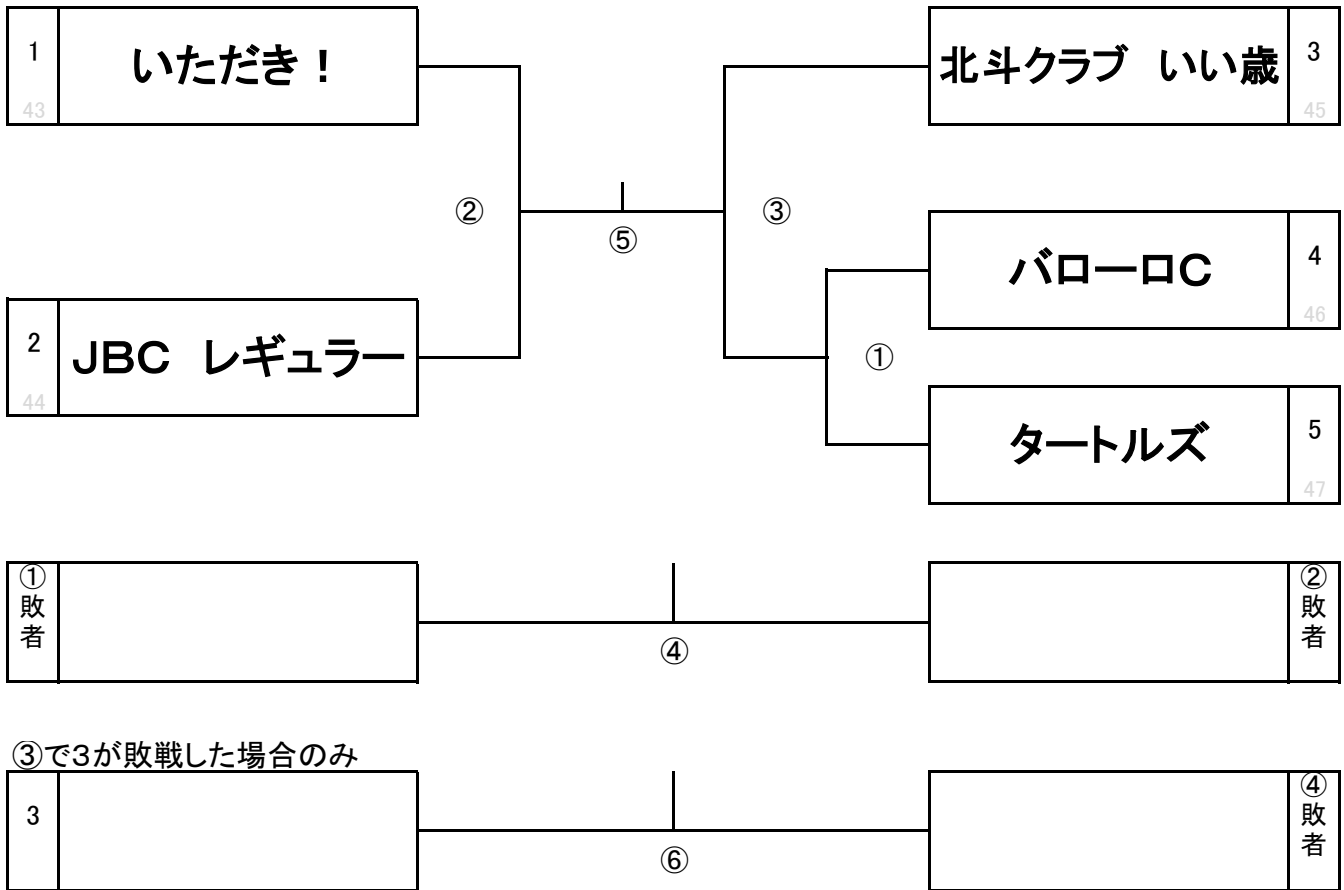 1
いただき！
43
北斗クラブ　いい歳
3
45
②
⑤
③
バローロＣ
4
46
2
ＪＢＣ　レギュラー
44
①
タートルズ
5
47
①
敗
者
②
敗
者
④
③で３が敗戦した場合のみ
3
④
敗
者
⑥